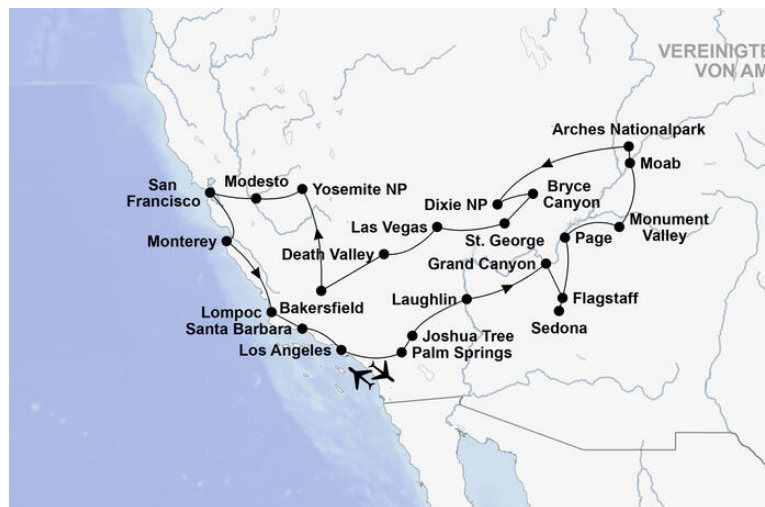 VEREINIGTE
VON AM
Arches Nationalpark
Moab
San
Francisco
Modesto
Yosemite NP
Bryce
Canyon
Dixie NP
Las Vegas
St. George
Monument
Valley
Page
Monterey
Death Valley
Grand Canyon
Bakersfield
Laughlin
Flagstaff
Sedona
Lompoc
Santa Barbara
Los Angeles
Joshua Tree
Palm Springs